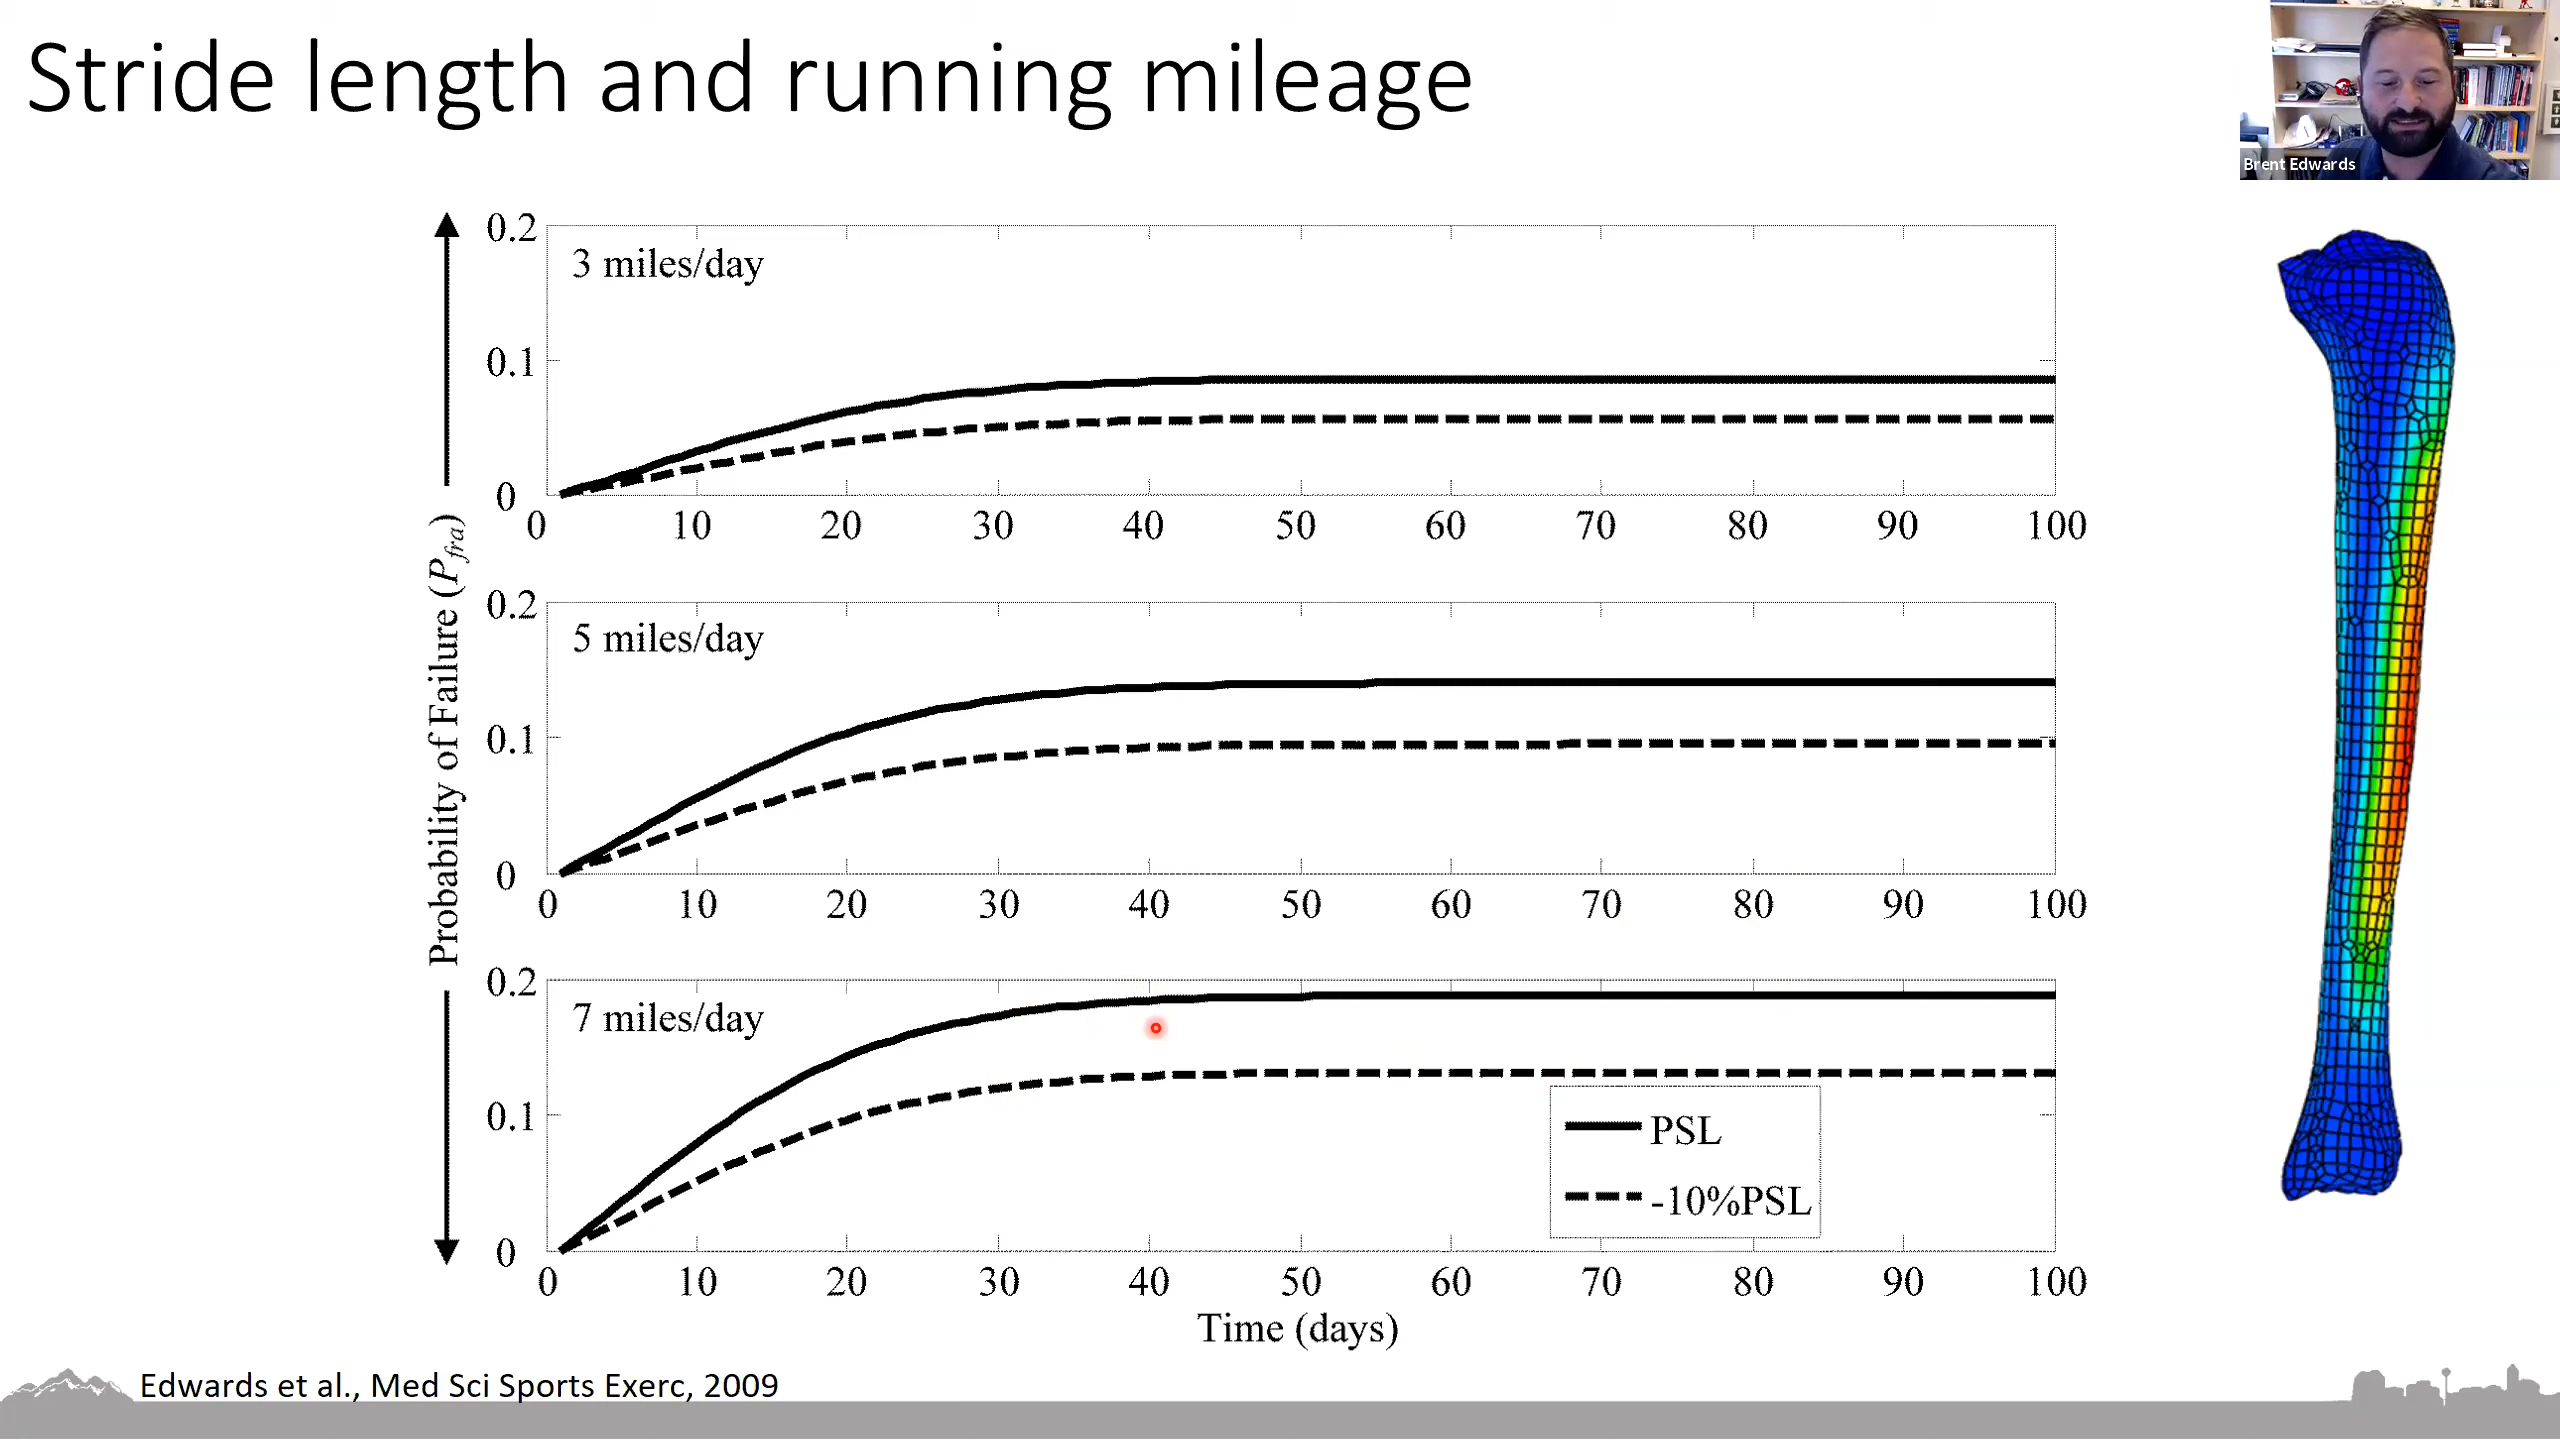 Stride length and running mileage
Brent Edwards
Probability of Failure (Pfra)
0.2
3 miles/day
0.1
0
0 10 20 30 40 50 60 70 80 90 100
0.2
5 miles/day
0.1
0
0 10 20 30 40 50 60 70 80 90 100
0.2
7 miles/day
0.1
0
PSL
-10%PSL
0 10 20 30 40 50 60 70 80 90 100
Time (days)
Edwards et al., Med Sci Sports Exerc, 2009